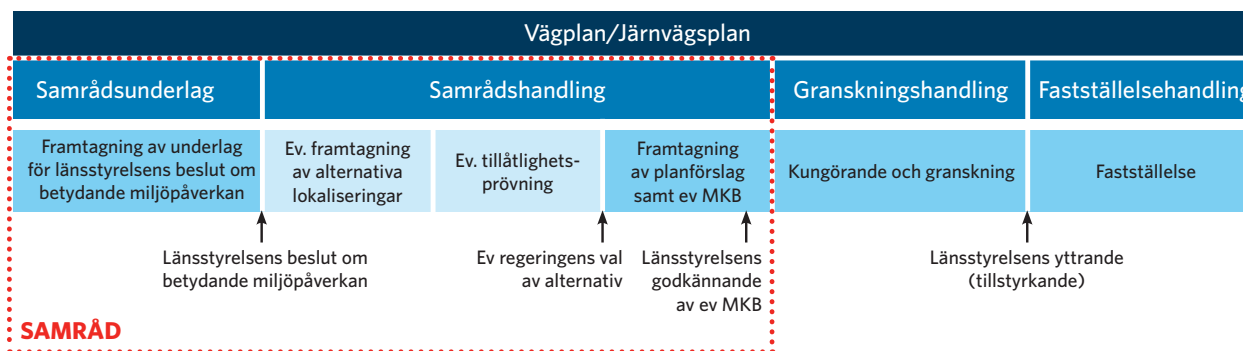 Vägplan/Järnvägsplan
Samrådsunderlag
Samrådshandling
Granskningshandling
Fastställelsehandling
Framtagning av underlag
för länsstyrelsens beslut om
betydande miljöpåverkan
Ev. framtagning
av alternativa
lokaliseringar
Ev. tillåtlighets-
prövning
Framtagning
av planförslag
samt ev MKB
Kungörande och granskning
Fastställelse
Länsstyrelsens beslut om
betydande miljöpåverkan
Ev regeringens val
av alternativ
Länsstyrelsens
godkännande
av ev MKB
Länsstyrelsens yttrande
(tillstyrkande)
SAMRÅD